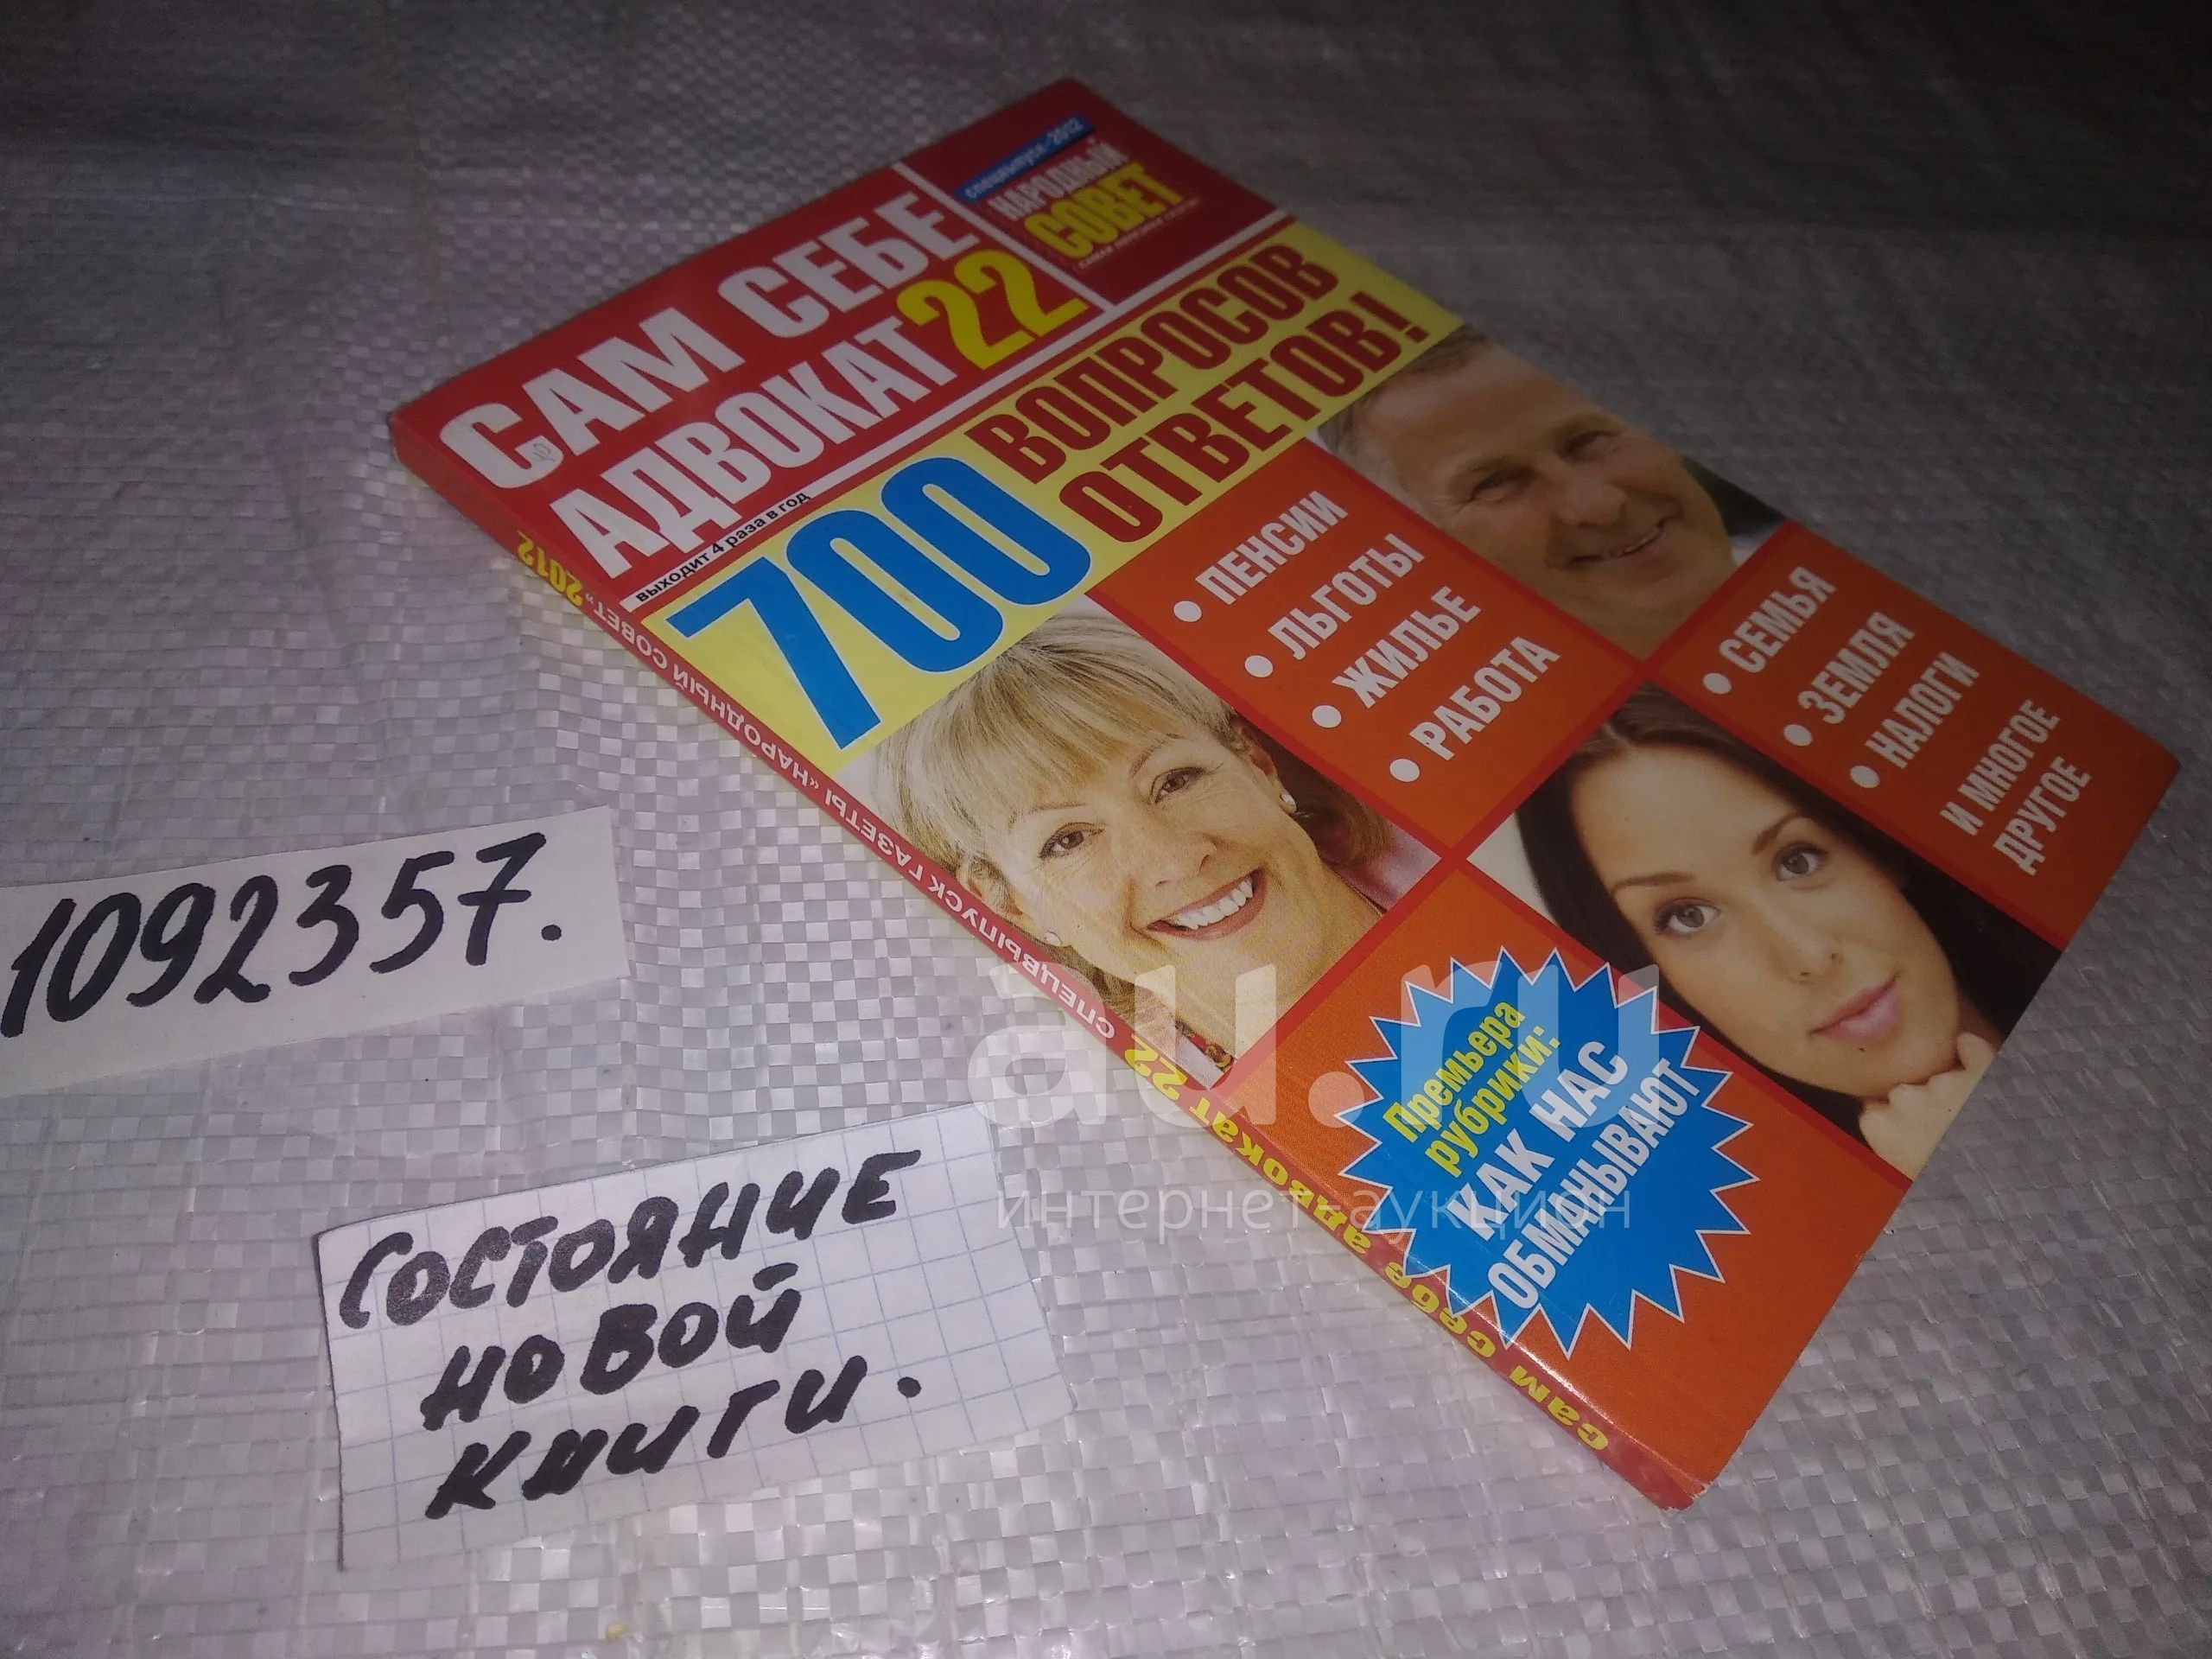 спецвыпуск-2012
НАРОДНЫЙ
СОВЕТ
САМ СЕБЕ
АДВОКАТ 22
выходит 4 раза в год
700 ВОПРОСОВ
ОТВЕТОВ!
• ПЕНСИИ
• ЛЬГОТЫ
• ЖИЛЬЕ
• РАБОТА
• СЕМЬЯ
• ЗЕМЛЯ
• НАЛОГИ
И МНОГОЕ
ДРУГОЕ
Премьера
рубрики:
КАК НАС
ОБМАНЫВАЮТ
сам себе адвокат 22 СПЕЦВЫПУСК ГАЗЕТЫ «НАРОДНЫЙ СОВЕТ» 2012
1092357.
СОСТОЯНИЕ
НОВОЙ
КНИГИ.
au.ru
интернет-аукцион